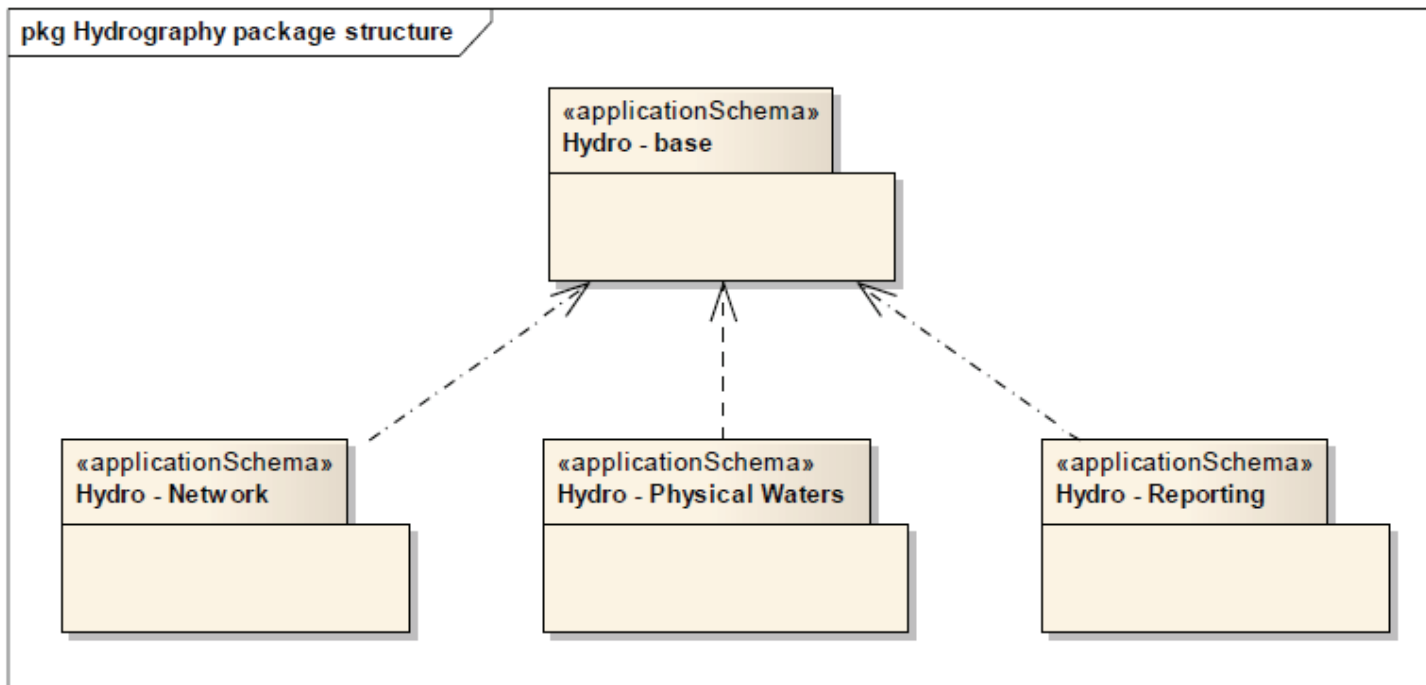 pkg Hydrography package structure
«applicationSchema»
Hydro - base
«applicationSchema»
Hydro - Network
«applicationSchema»
Hydro - Physical Waters
«applicationSchema»
Hydro - Reporting